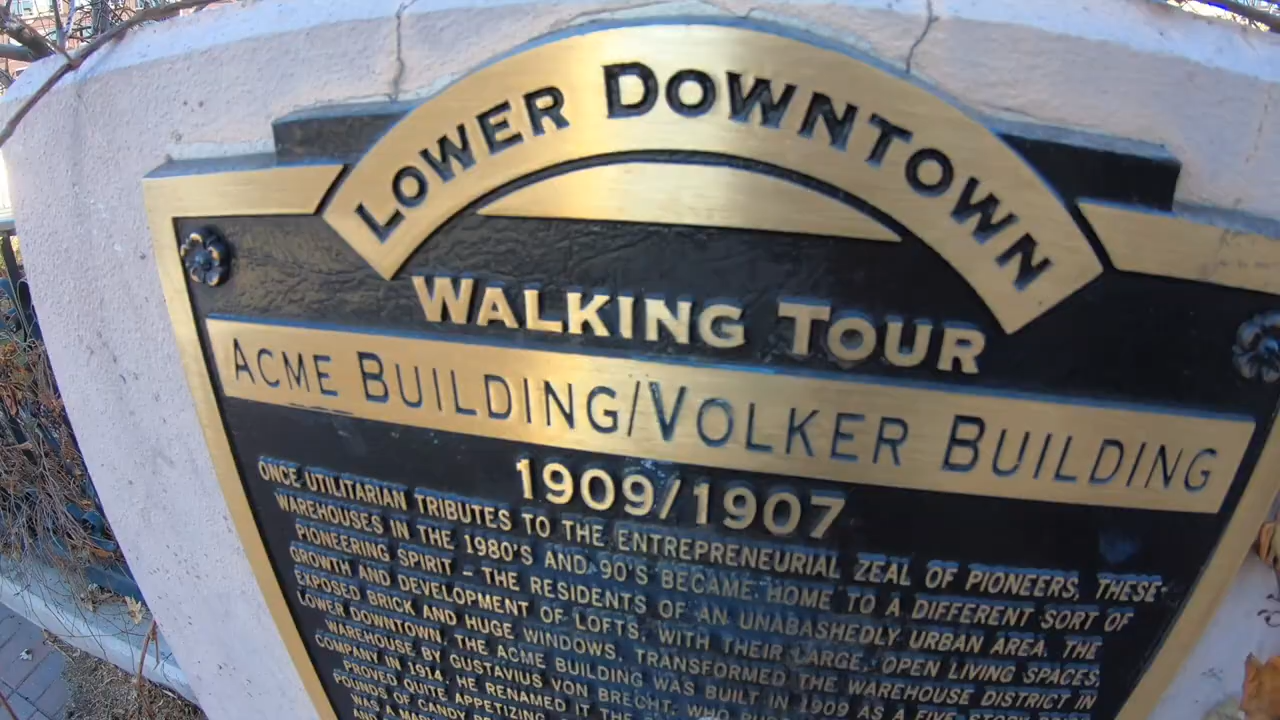 LOWER DOWNTOWN
WALKING TOUR
ACME BUILDING/VOLKER BUILDING
1909/1907
ONCE UTILITARIAN TRIBUTES TO THE ENTREPRENEURIAL ZEAL OF PIONEERS, THESE
WAREHOUSES IN THE 1980'S AND 90'S BECAME HOME TO A DIFFERENT SORT OF
PIONEERING SPIRIT – THE RESIDENTS OF AN UNABASHEDLY URBAN AREA. THE
GROWTH AND DEVELOPMENT OF LOFTS, WITH THEIR LARGE, OPEN LIVING SPACES,
EXPOSED BRICK AND HUGE WINDOWS, TRANSFORMED THE WAREHOUSE DISTRICT IN
LOWER DOWNTOWN. THE ACME BUILDING WAS BUILT IN 1909 AS A FIVE-STORY
WAREHOUSE BY GUSTAVIUS VON BRECHT, WHO
COMPANY IN 1914. HE RENAMED IT THE
PROVED QUITE APPETIZING,
POUNDS OF CANDY
WAS A
AND